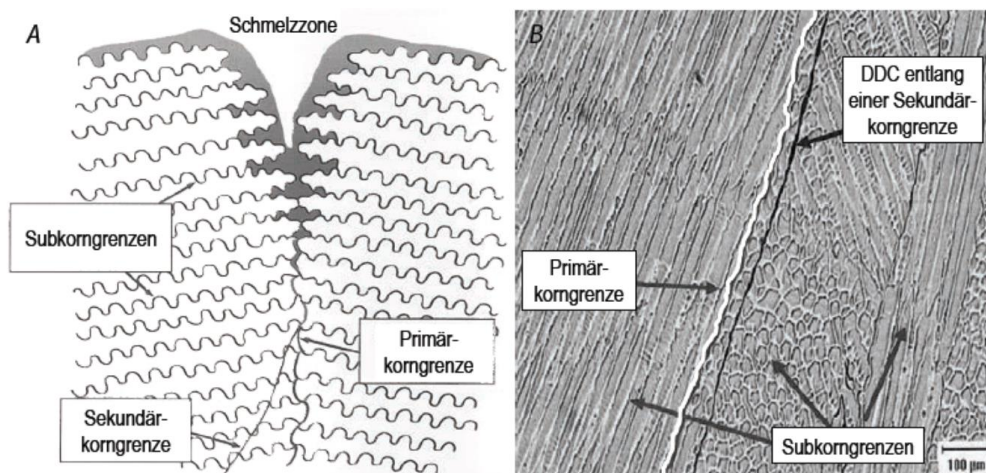 A
Schmelzzone
Subkorngrenzen
Primär-
korngrenze
Sekundär-
korngrenze
B
DDC entlang
einer Sekundär-
korngrenze
Primär-
korngrenze
Subkorngrenzen
100 µm